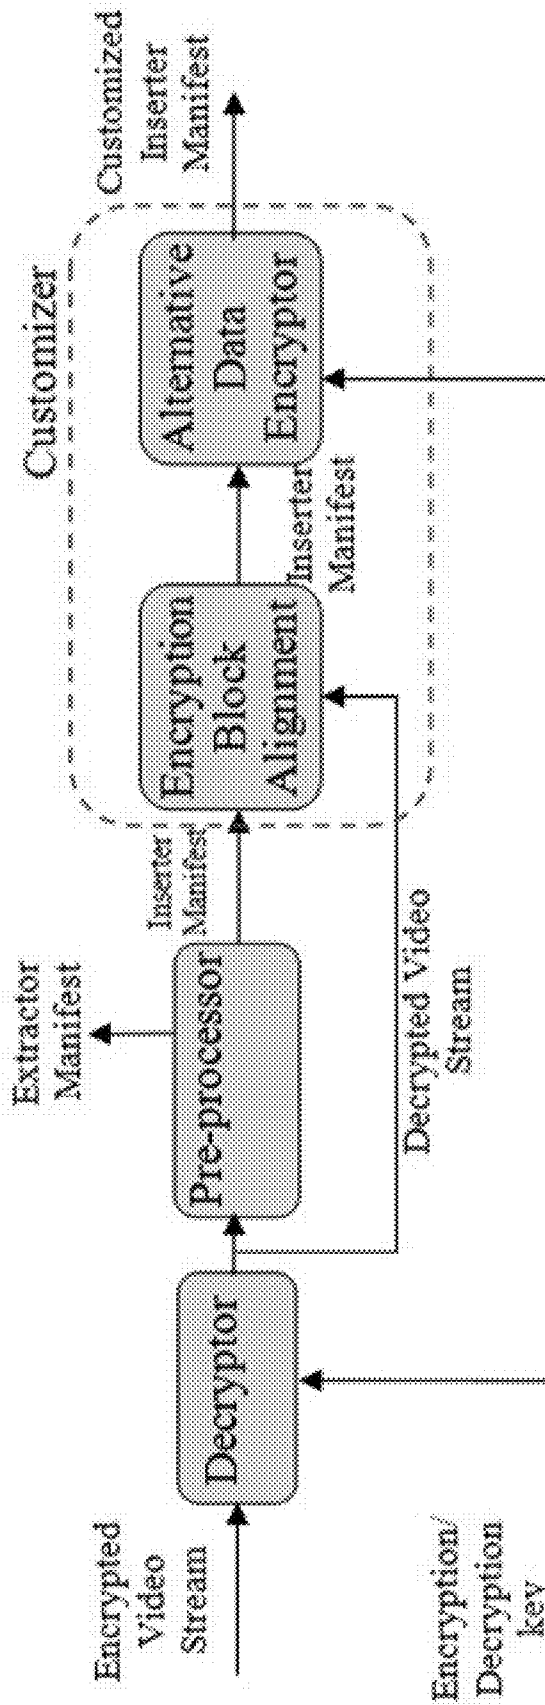 Encrypted
Video
Stream
Encryption/
Decryption
key
Decryptor
Pre-processor
Extractor
Manifest
Decrypted Video
Stream
Inserter
Manifest
Customizer
Encryption
Block
Alignment
Inserter
Manifest
Alternative
Data
Encryptor
Customized
Inserter
Manifest